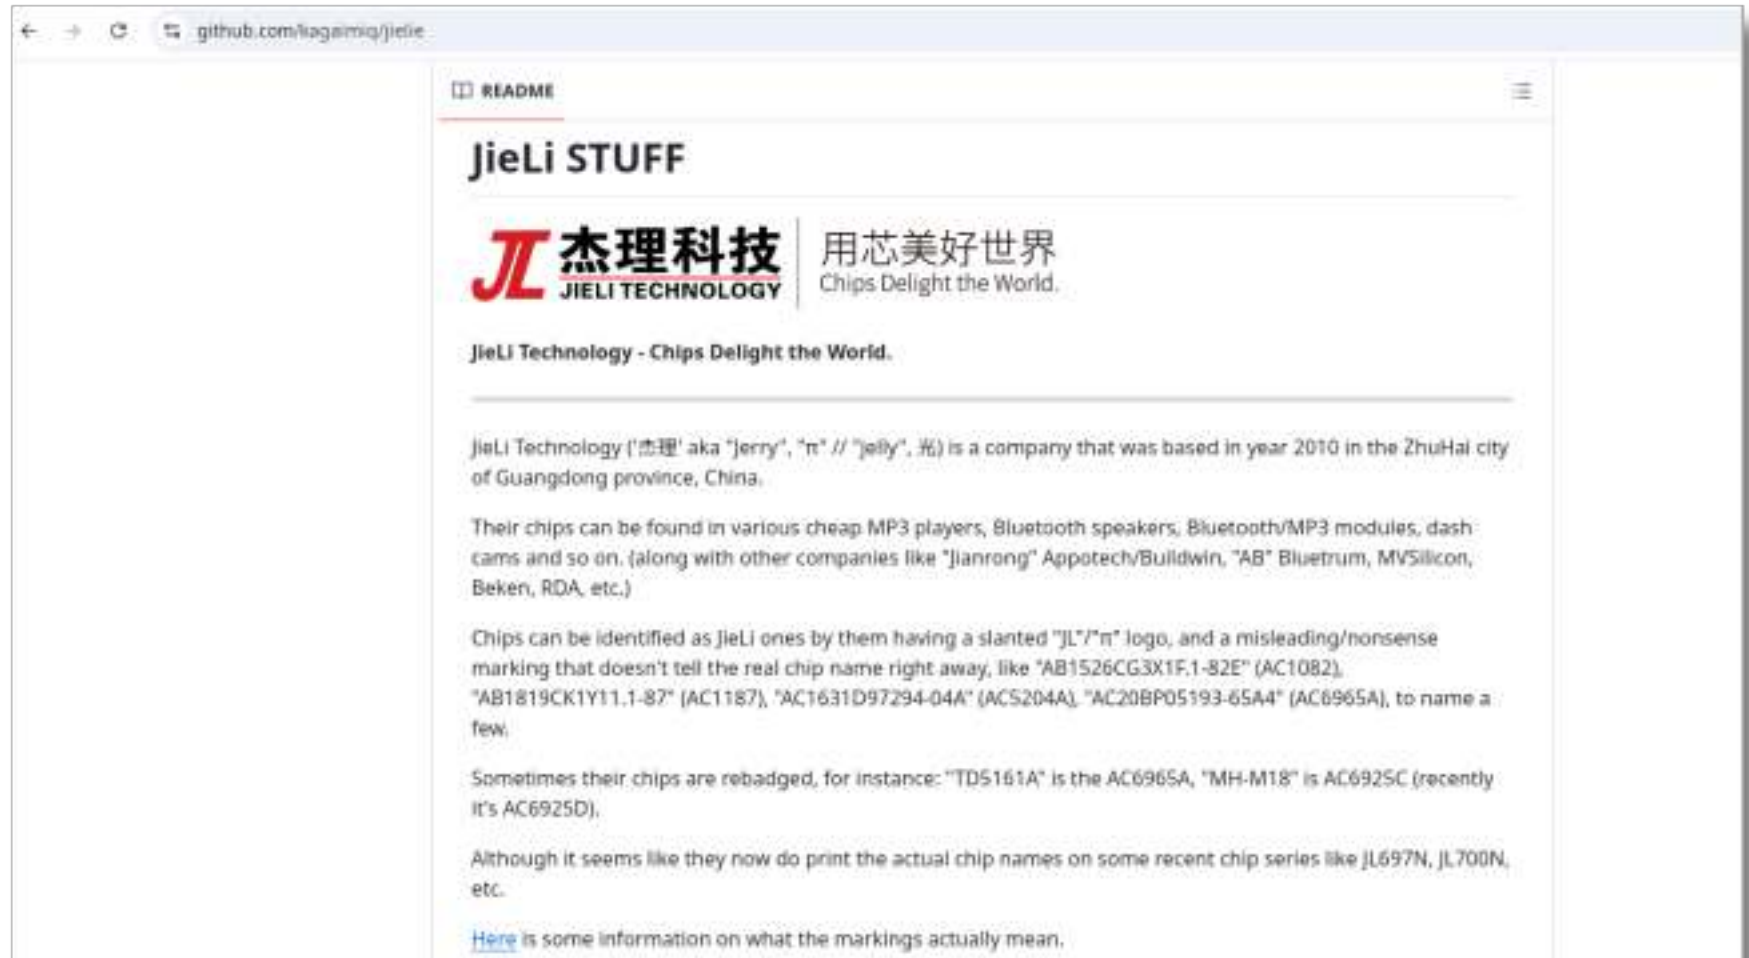 github.com/kagaimiq/jielie
README
JieLi STUFF
JL 杰理科技
JIELI TECHNOLOGY
用芯美好世界
Chips Delight the World.
JieLi Technology - Chips Delight the World.
JieLi Technology ('杰理' aka "Jerry", "π" // "Jelly", 光) is a company that was based in year 2010 in the ZhuHai city
of Guangdong province, China.
Their chips can be found in various cheap MP3 players, Bluetooth speakers, Bluetooth/MP3 modules, dash
cams and so on. (along with other companies like "Jianrong" Appotech/Buildwin, "AB" Bluetrum, MVSilicon,
Beken, RDA, etc.)
Chips can be identified as JieLi ones by them having a slanted "JL"/"π" logo, and a misleading/nonsense
marking that doesn't tell the real chip name right away, like "AB1526CG3X1F.1-82E" (AC1082),
"AB1819CK1Y11.1-87" (AC1187), "AC1631D97294-04A" (AC5204A), "AC20BP05193-65A4" (AC6965A), to name a
few.
Sometimes their chips are rebadged, for instance: "TD5161A" is the AC6965A, "MH-M18" is AC6925C (recently
it's AC6925D).
Although it seems like they now do print the actual chip names on some recent chip series like JL697N, JL700N,
etc.
Here is some information on what the markings actually mean.